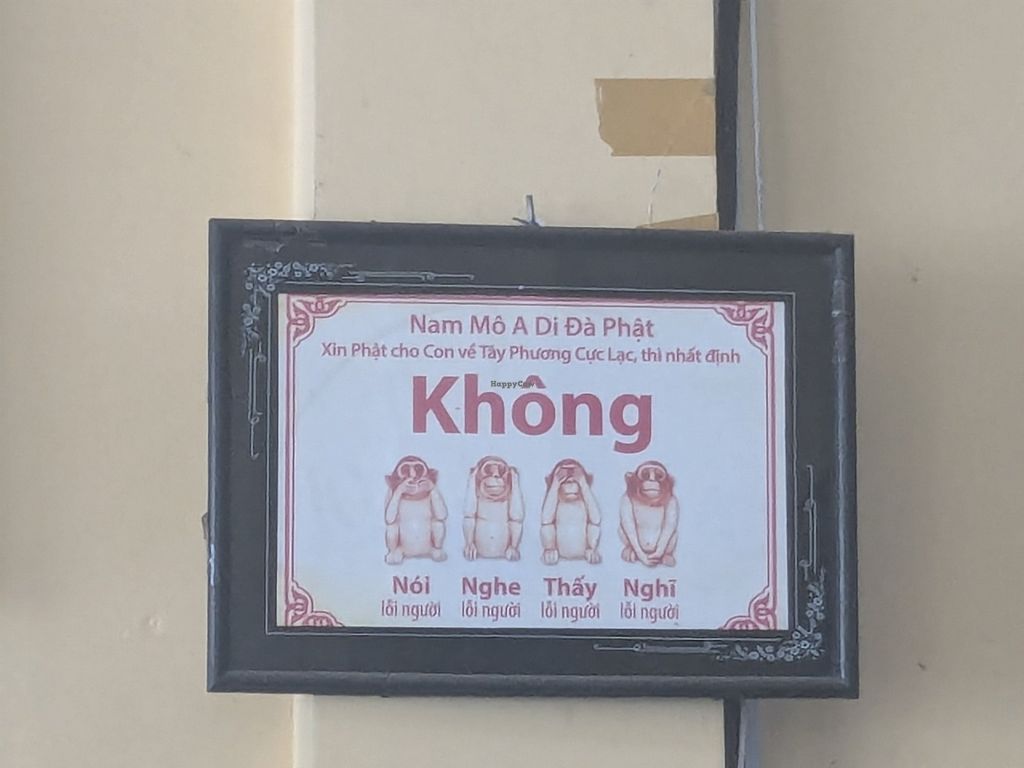 Nam Mô A Di Đà Phật
Xin Phật cho Con về Tây Phương Cực Lạc, thì nhất định
HappyCow
Không
Nói Nghe Thấy Nghĩ
lỗi người lỗi người lỗi người lỗi người